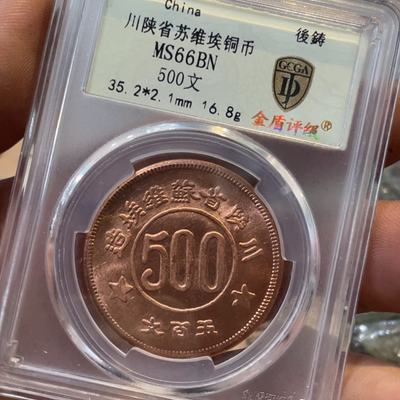 China
川陕省苏维埃铜币
後鑄
MS66BN
500文
35.2*2.1mm 16.8g
GCGA
金盾评级®
川陝省蘇維埃造
500
五百文